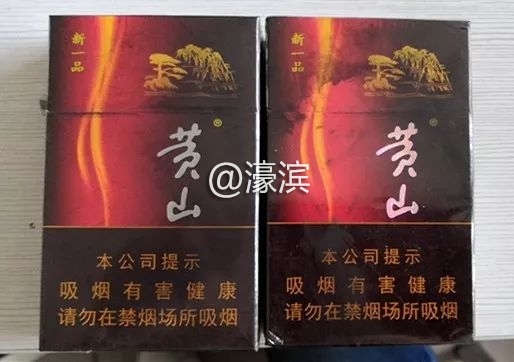 新一品
黄山®
本公司提示
吸烟有害健康
请勿在禁烟场所吸烟
新一品
黄山®
本公司提示
吸烟有害健康
请勿在禁烟场所吸烟
@濠滨